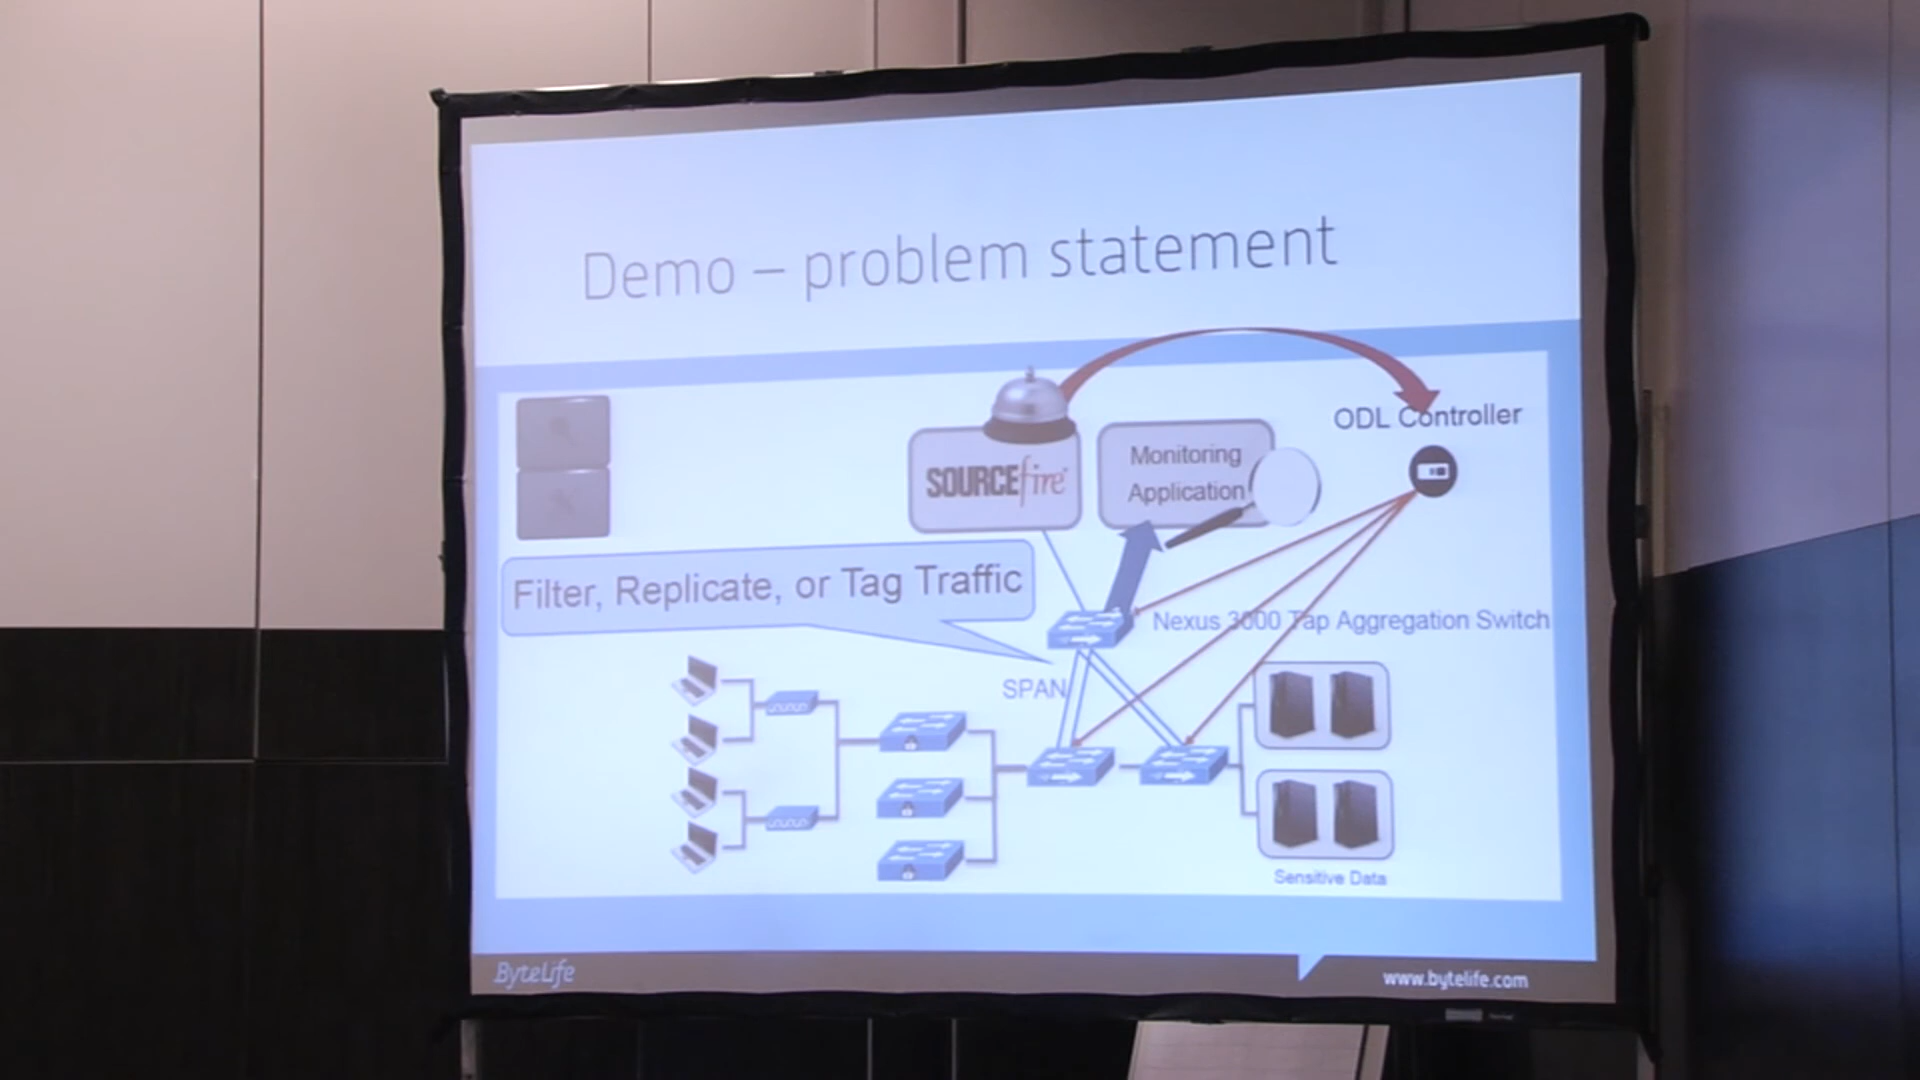 Demo – problem statement
ODL Controller
SOURCEfire
Monitoring
Application
Filter, Replicate, or Tag Traffic
Nexus 3000 Tap Aggregation Switch
SPAN
Sensitive Data
ByteLife
www.bytelife.com